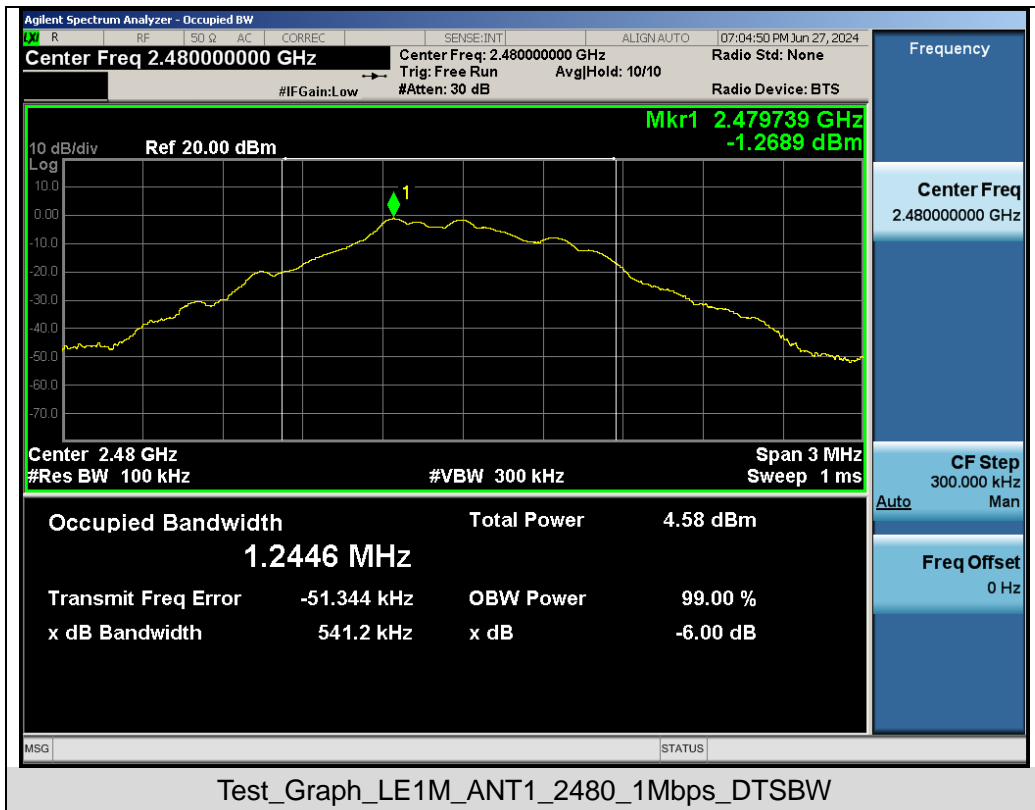 Agilent Spectrum Analyzer - Occupied BW
LXI R RF 50 Ω AC CORREC SENSE:INT ALIGN AUTO 07:04:50 PM Jun 27, 2024
Center Freq 2.480000000 GHz
Center Freq: 2.480000000 GHz
Radio Std: None
Trig: Free Run Avg|Hold: 10/10
#IFGain:Low
#Atten: 30 dB
Radio Device: BTS
Mkr1 2.479739 GHz
-1.2689 dBm
10 dB/div Ref 20.00 dBm
Log
10.0
0.00
-10.0
-20.0
-30.0
-40.0
-50.0
-60.0
-70.0
1
Center 2.48 GHz Span 3 MHz
#Res BW 100 kHz #VBW 300 kHz Sweep 1 ms
Occupied Bandwidth Total Power 4.58 dBm
1.2446 MHz
Transmit Freq Error -51.344 kHz OBW Power 99.00 %
x dB Bandwidth 541.2 kHz x dB -6.00 dB
Frequency
Center Freq
2.480000000 GHz
CF Step
300.000 kHz
Auto Man
Freq Offset
0 Hz
MSG STATUS
Test_Graph_LE1M_ANT1_2480_1Mbps_DTSBW